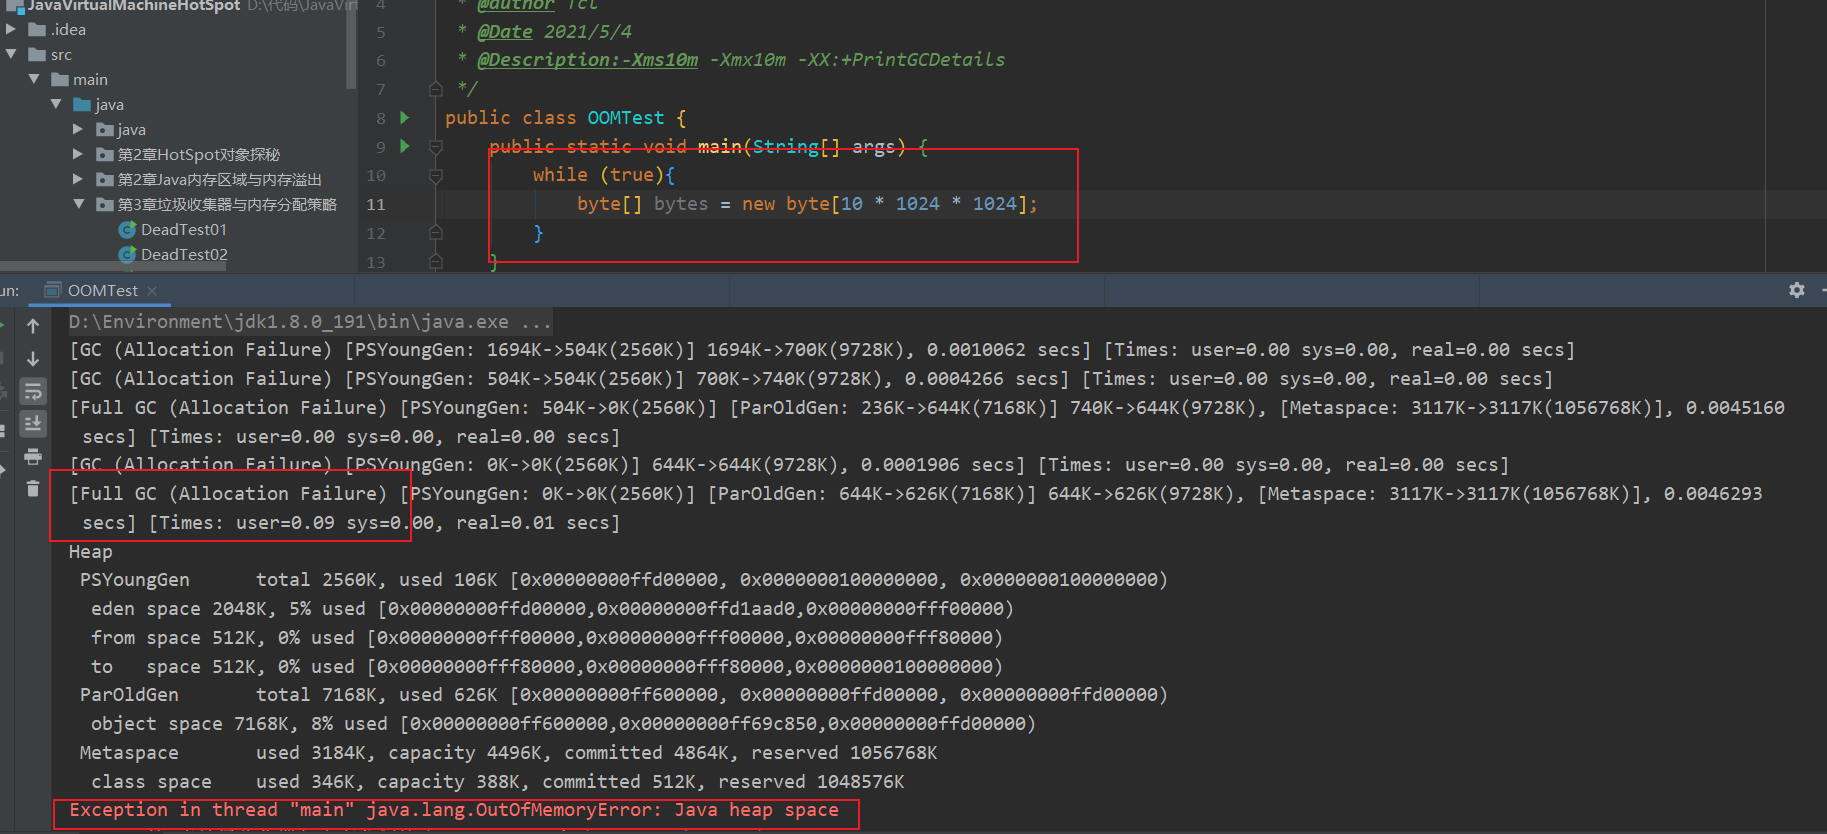 JavaVirtualMachineHotSpot D:\代码\JavaVir
.idea
src
main
java
java
第2章HotSpot对象探秘
第2章Java内存区域与内存溢出
第3章垃圾收集器与内存分配策略
DeadTest01
DeadTest02
4 * @author
5 * @Date 2021/5/4
6 * @Description:-Xms10m -Xmx10m -XX:+PrintGCDetails
7 */
8 public class OOMTest {
9 public static void main(String[] args) {
10 while (true){
11 byte[] bytes = new byte[10 * 1024 * 1024];
12 }
13 }
un: OOMTest
D:\Environment\jdk1.8.0_191\bin\java.exe ...
[GC (Allocation Failure) [PSYoungGen: 1694K->504K(2560K)] 1694K->700K(9728K), 0.0010062 secs] [Times: user=0.00 sys=0.00, real=0.00 secs]
[GC (Allocation Failure) [PSYoungGen: 504K->504K(2560K)] 700K->740K(9728K), 0.0004266 secs] [Times: user=0.00 sys=0.00, real=0.00 secs]
[Full GC (Allocation Failure) [PSYoungGen: 504K->0K(2560K)] [ParOldGen: 236K->644K(7168K)] 740K->644K(9728K), [Metaspace: 3117K->3117K(1056768K)], 0.0045160
secs] [Times: user=0.00 sys=0.00, real=0.00 secs]
[GC (Allocation Failure) [PSYoungGen: 0K->0K(2560K)] 644K->644K(9728K), 0.0001906 secs] [Times: user=0.00 sys=0.00, real=0.00 secs]
[Full GC (Allocation Failure) [PSYoungGen: 0K->0K(2560K)] [ParOldGen: 644K->626K(7168K)] 644K->626K(9728K), [Metaspace: 3117K->3117K(1056768K)], 0.0046293
secs] [Times: user=0.09 sys=0.00, real=0.01 secs]
Heap
PSYoungGen total 2560K, used 106K [0x00000000ffd00000, 0x0000000100000000, 0x0000000100000000)
eden space 2048K, 5% used [0x00000000ffd00000,0x00000000ffd1aad0,0x00000000fff00000)
from space 512K, 0% used [0x00000000fff00000,0x00000000fff00000,0x00000000fff80000)
to space 512K, 0% used [0x00000000fff80000,0x00000000fff80000,0x0000000100000000)
ParOldGen total 7168K, used 626K [0x00000000ff600000, 0x00000000ffd00000, 0x00000000ffd00000)
object space 7168K, 8% used [0x00000000ff600000,0x00000000ff69c850,0x00000000ffd00000)
Metaspace used 3184K, capacity 4496K, committed 4864K, reserved 1056768K
class space used 346K, capacity 388K, committed 512K, reserved 1048576K
Exception in thread "main" java.lang.OutOfMemoryError: Java heap space